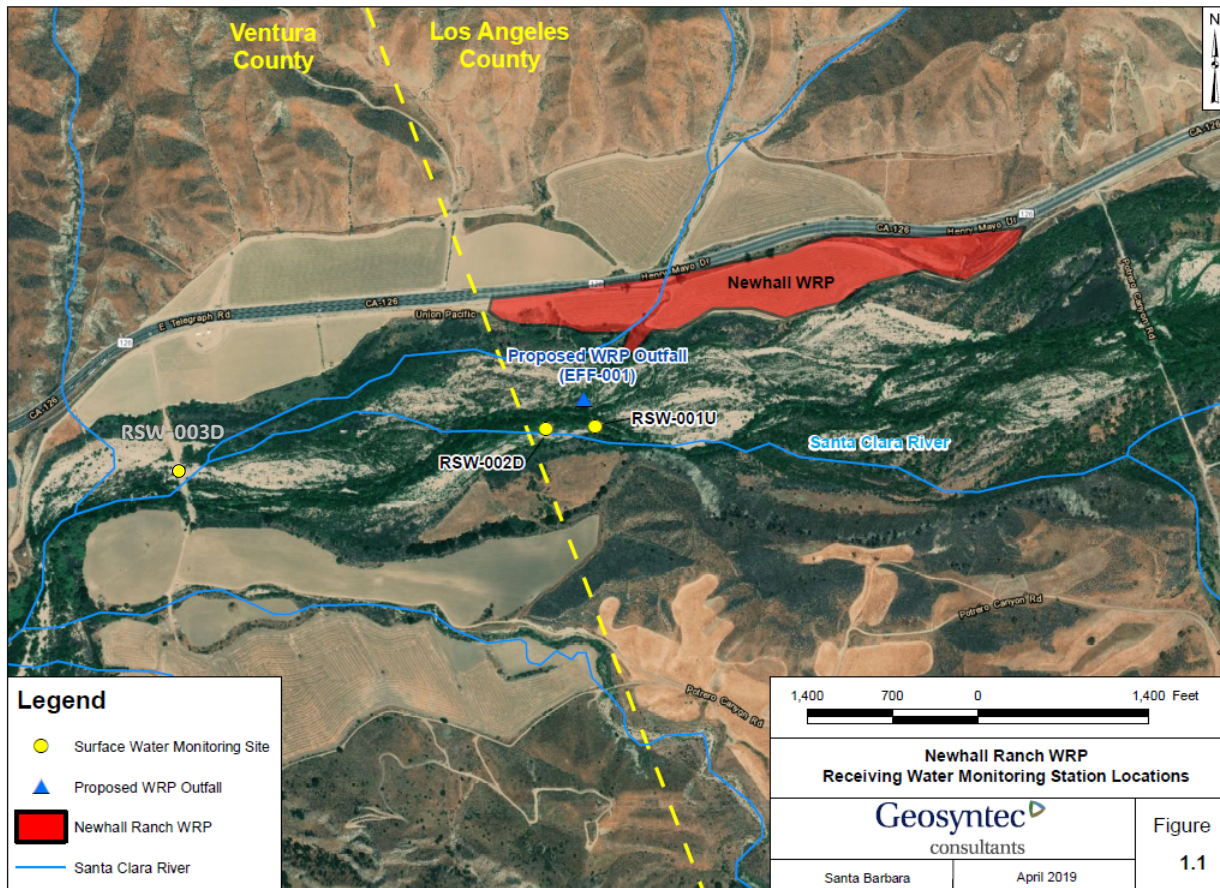 Ventura
County
Los Angeles
County
N
CA-126
126
CA-126
Henry Mayo Dr
Henry Mayo Dr
126
Newhall WRP
CA-126
E Telegraph Rd
Union Pacific
126
CA-126
Potrero Canyon Rd
Proposed WRP Outfall
(EFF-001)
RSW-001U
RSW-003D
RSW-002D
Santa Clara River
Potrero Canyon Rd
Potrero Canyon Rd
Legend
Surface Water Monitoring Site
Proposed WRP Outfall
Newhall Ranch WRP
Santa Clara River
1,400 700 0 1,400 Feet
Newhall Ranch WRP
Receiving Water Monitoring Station Locations
Geosyntec
consultants
Santa Barbara
April 2019
Figure
1.1